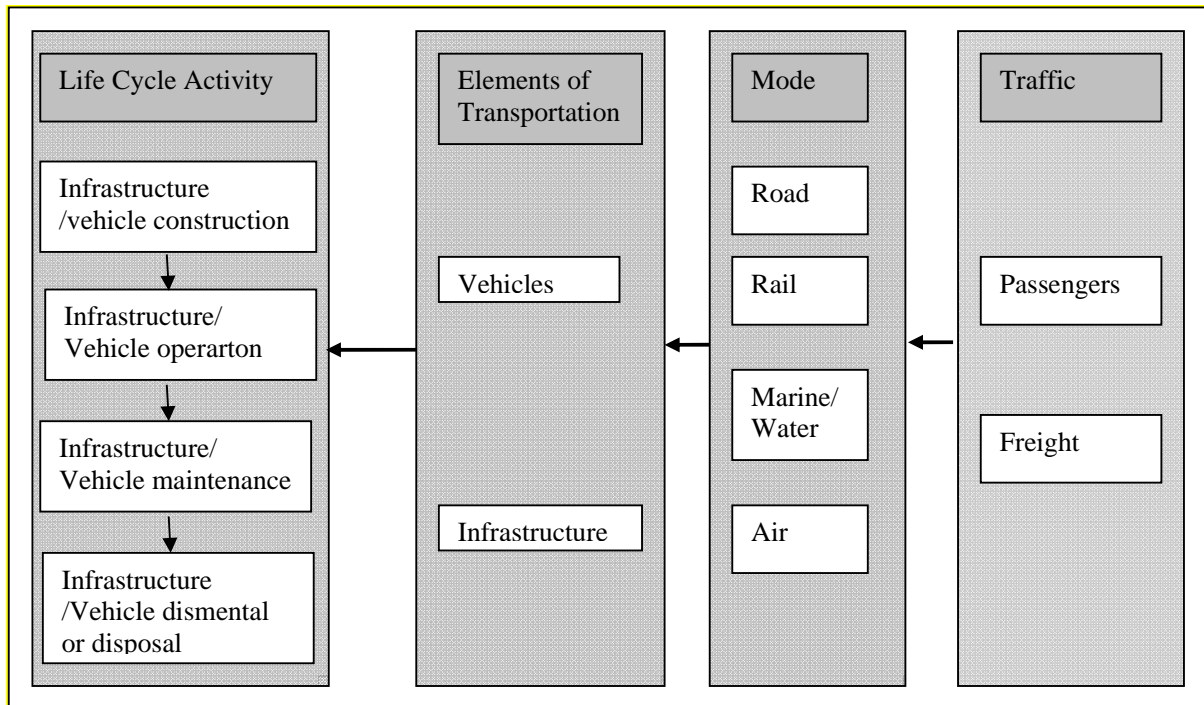 Life Cycle Activity
Infrastructure
/vehicle construction
Infrastructure/
Vehicle operarton
Infrastructure/
Vehicle maintenance
Infrastructure
/Vehicle dismental
or disposal
Elements of
Transportation
Vehicles
Infrastructure
Mode
Road
Rail
Marine/
Water
Air
Traffic
Passengers
Freight